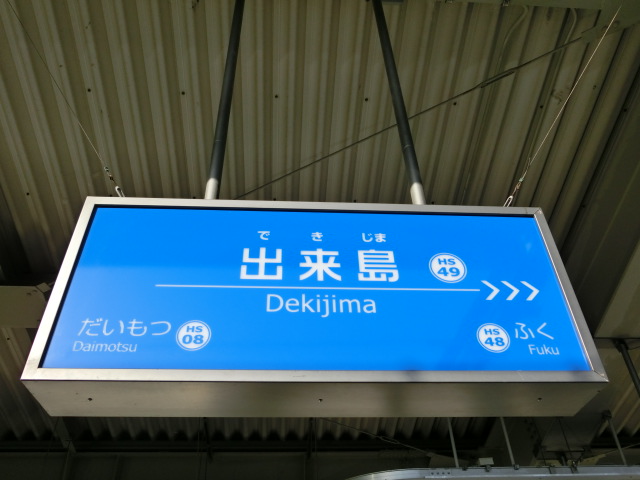 できじま
出来島 HS 49
Dekijima
だいもつ HS 08
Daimotsu
HS 48 ふく
Fuku